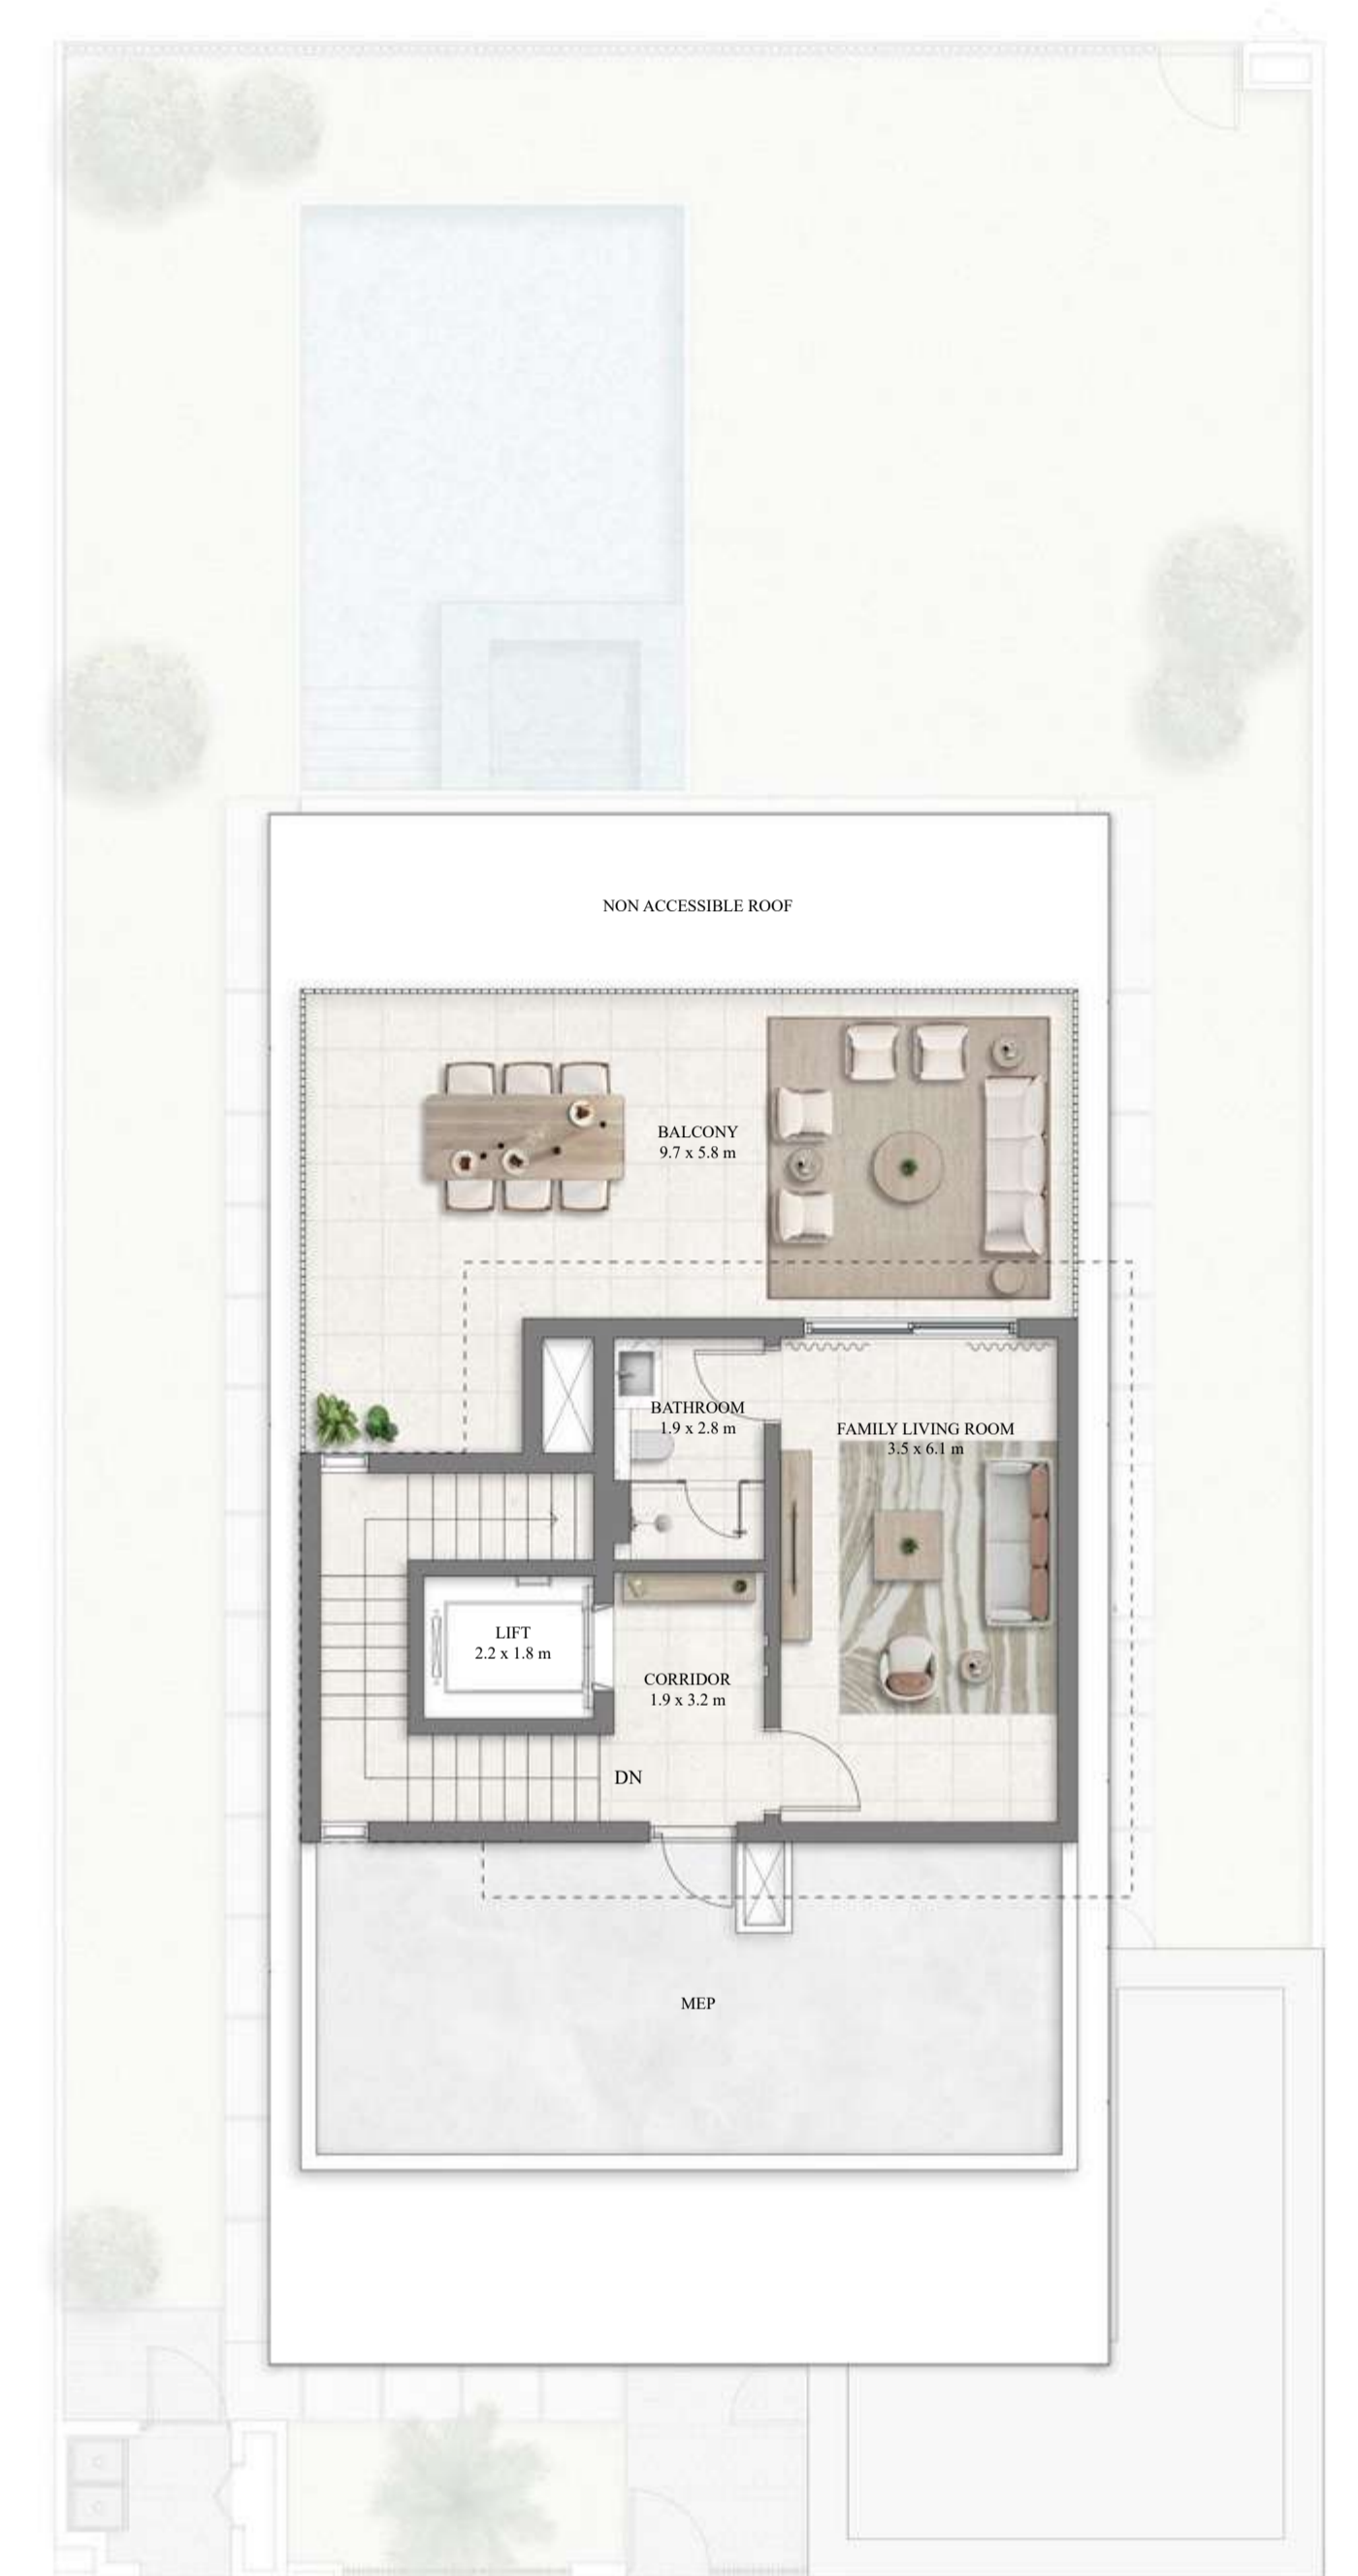 NON ACCESSIBLE ROOF
BALCONY
9.7 x 5.8 m
BATHROOM
1.9 x 2.8 m
FAMILY LIVING ROOM
3.5 x 6.1 m
LIFT
2.2 x 1.8 m
CORRIDOR
1.9 x 3.2 m
DN
MEP